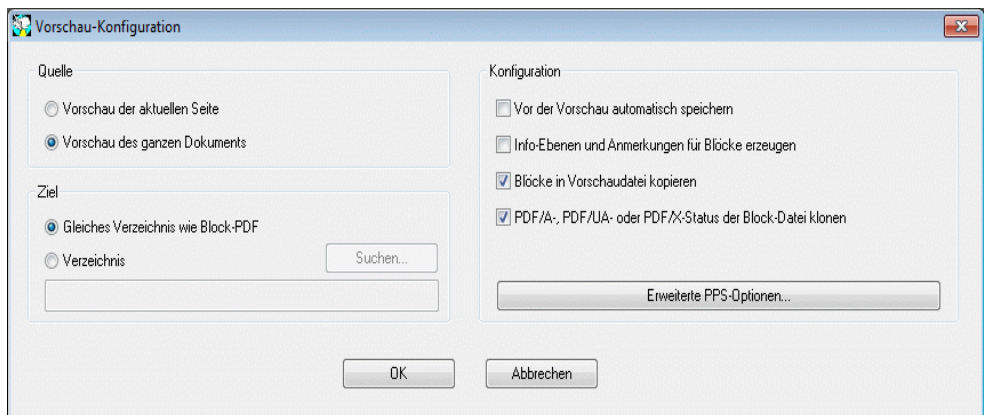 Vorschau-Konfiguration
Quelle
Vorschau der aktuellen Seite
Vorschau des ganzen Dokuments
Ziel
Gleiches Verzeichnis wie Block-PDF
Verzeichnis
Suchen...
Konfiguration
Vor der Vorschau automatisch speichern
Info-Ebenen und Anmerkungen für Blöcke erzeugen
Blöcke in Vorschaudatei kopieren
PDF/A-, PDF/UA- oder PDF/X-Status der Block-Datei klonen
Erweiterte PPS-Optionen...
OK
Abbrechen